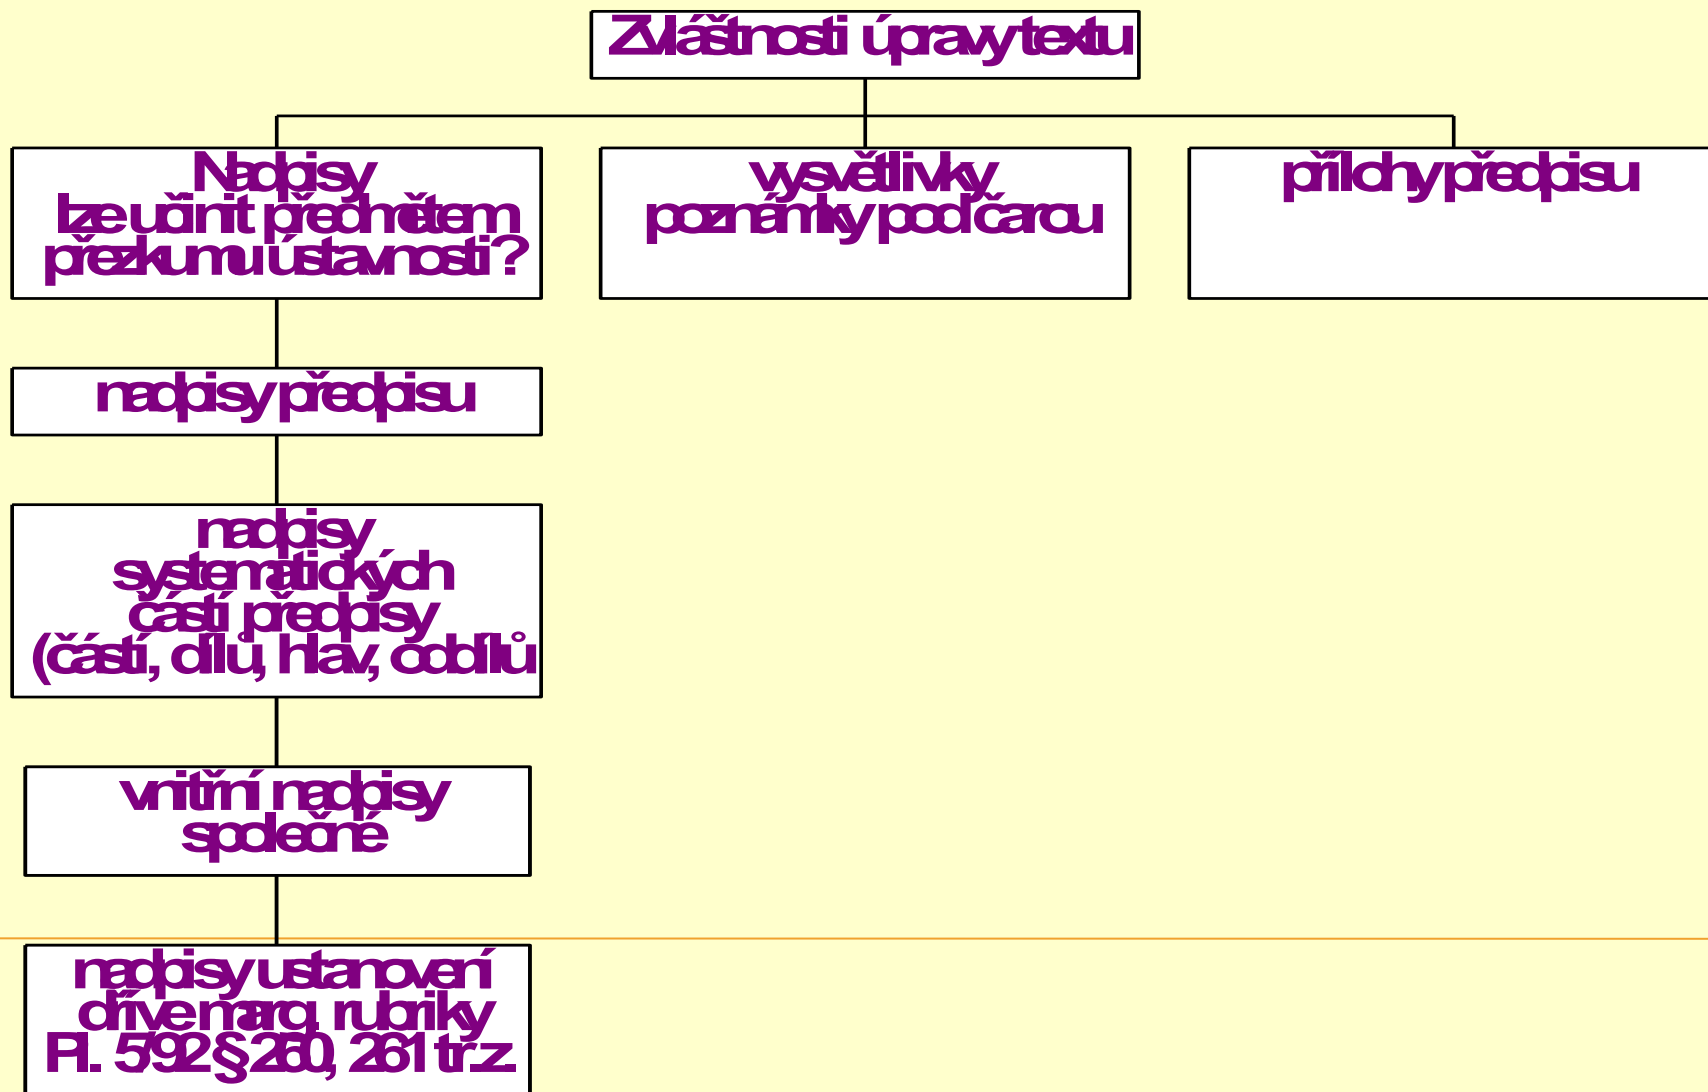 Zvláštnosti úpravy textu
Nadpisy
lze učinit předmětem
přezkumu ústavnosti?
vysvětlivky
poznámky pod čarou
přílohy předpisu
nadpisy předpisu
nadpisy
systematických
částí předpisy
(částí, dílů, hlav, oddílů
vnitřní nadpisy
společné
nadpisy ustanovení
dříve marg. rubriky
Pl. 5/92 § 260, 261 tr.z.